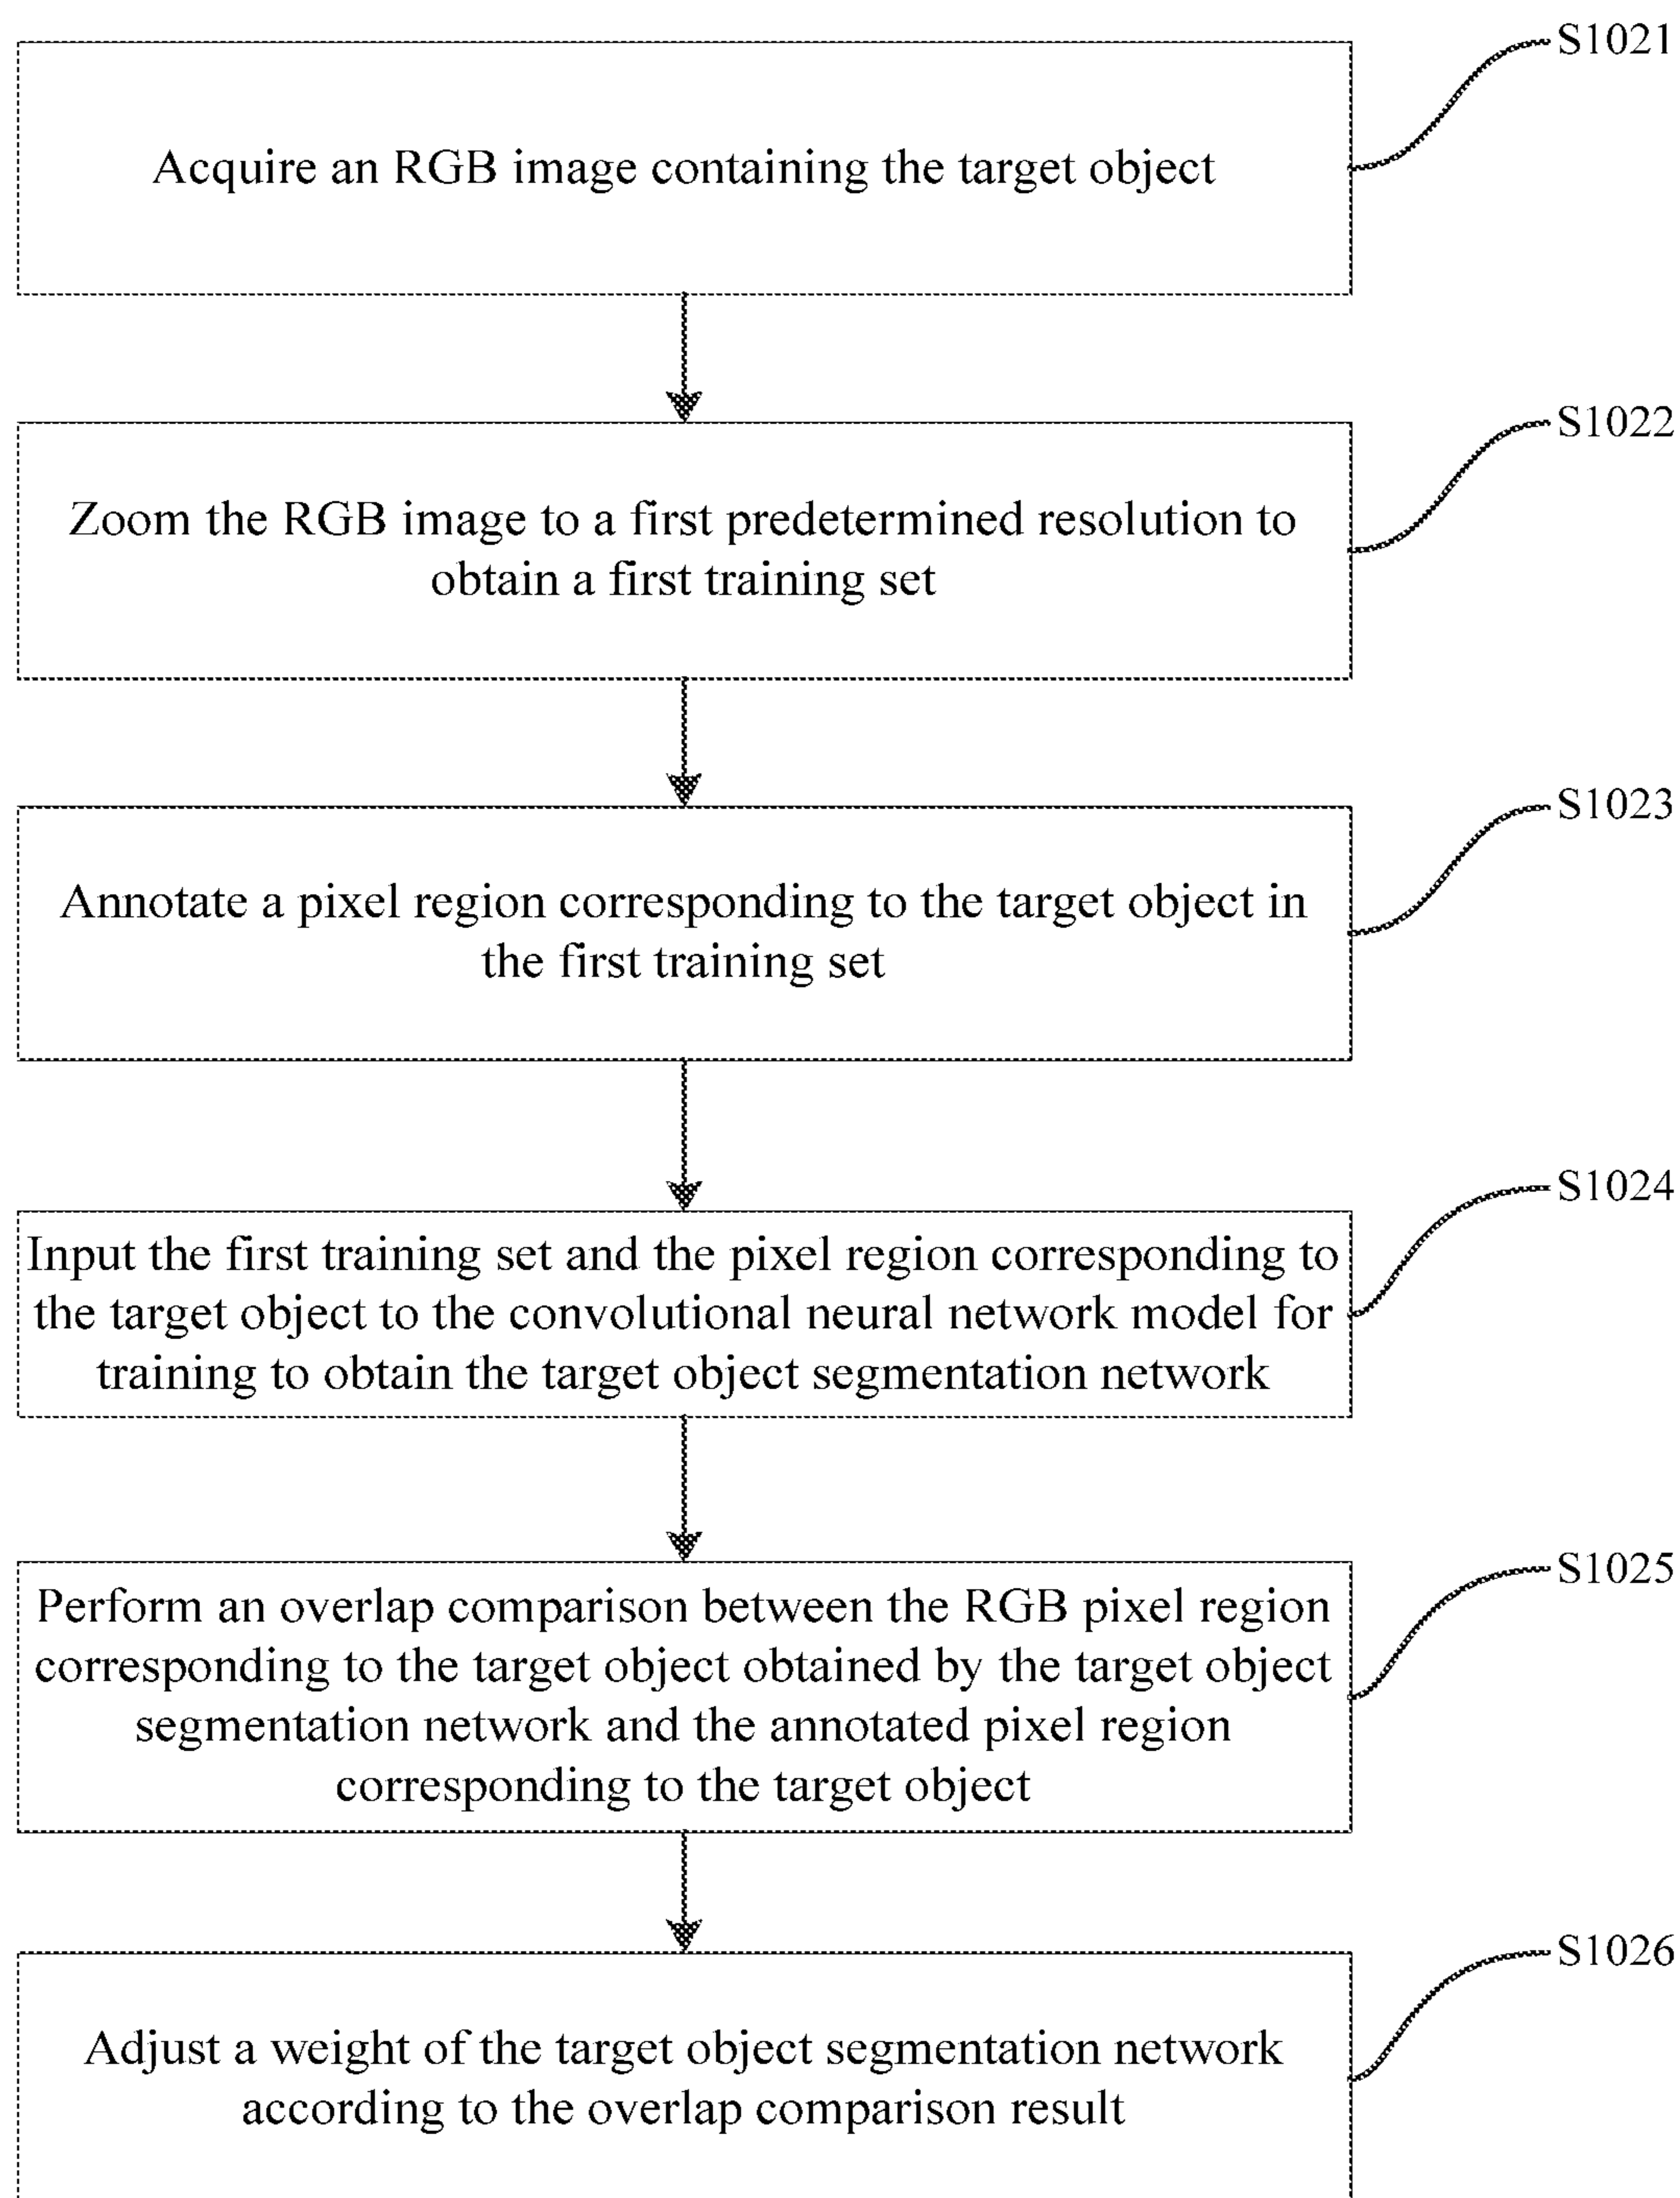 S1021
Acquire an RGB image containing the target object
S1022
Zoom the RGB image to a first predetermined resolution to
obtain a first training set
S1023
Annotate a pixel region corresponding to the target object in
the first training set
S1024
Input the first training set and the pixel region corresponding to
the target object to the convolutional neural network model for
training to obtain the target object segmentation network
S1025
Perform an overlap comparison between the RGB pixel region
corresponding to the target object obtained by the target object
segmentation network and the annotated pixel region
corresponding to the target object
S1026
Adjust a weight of the target object segmentation network
according to the overlap comparison result